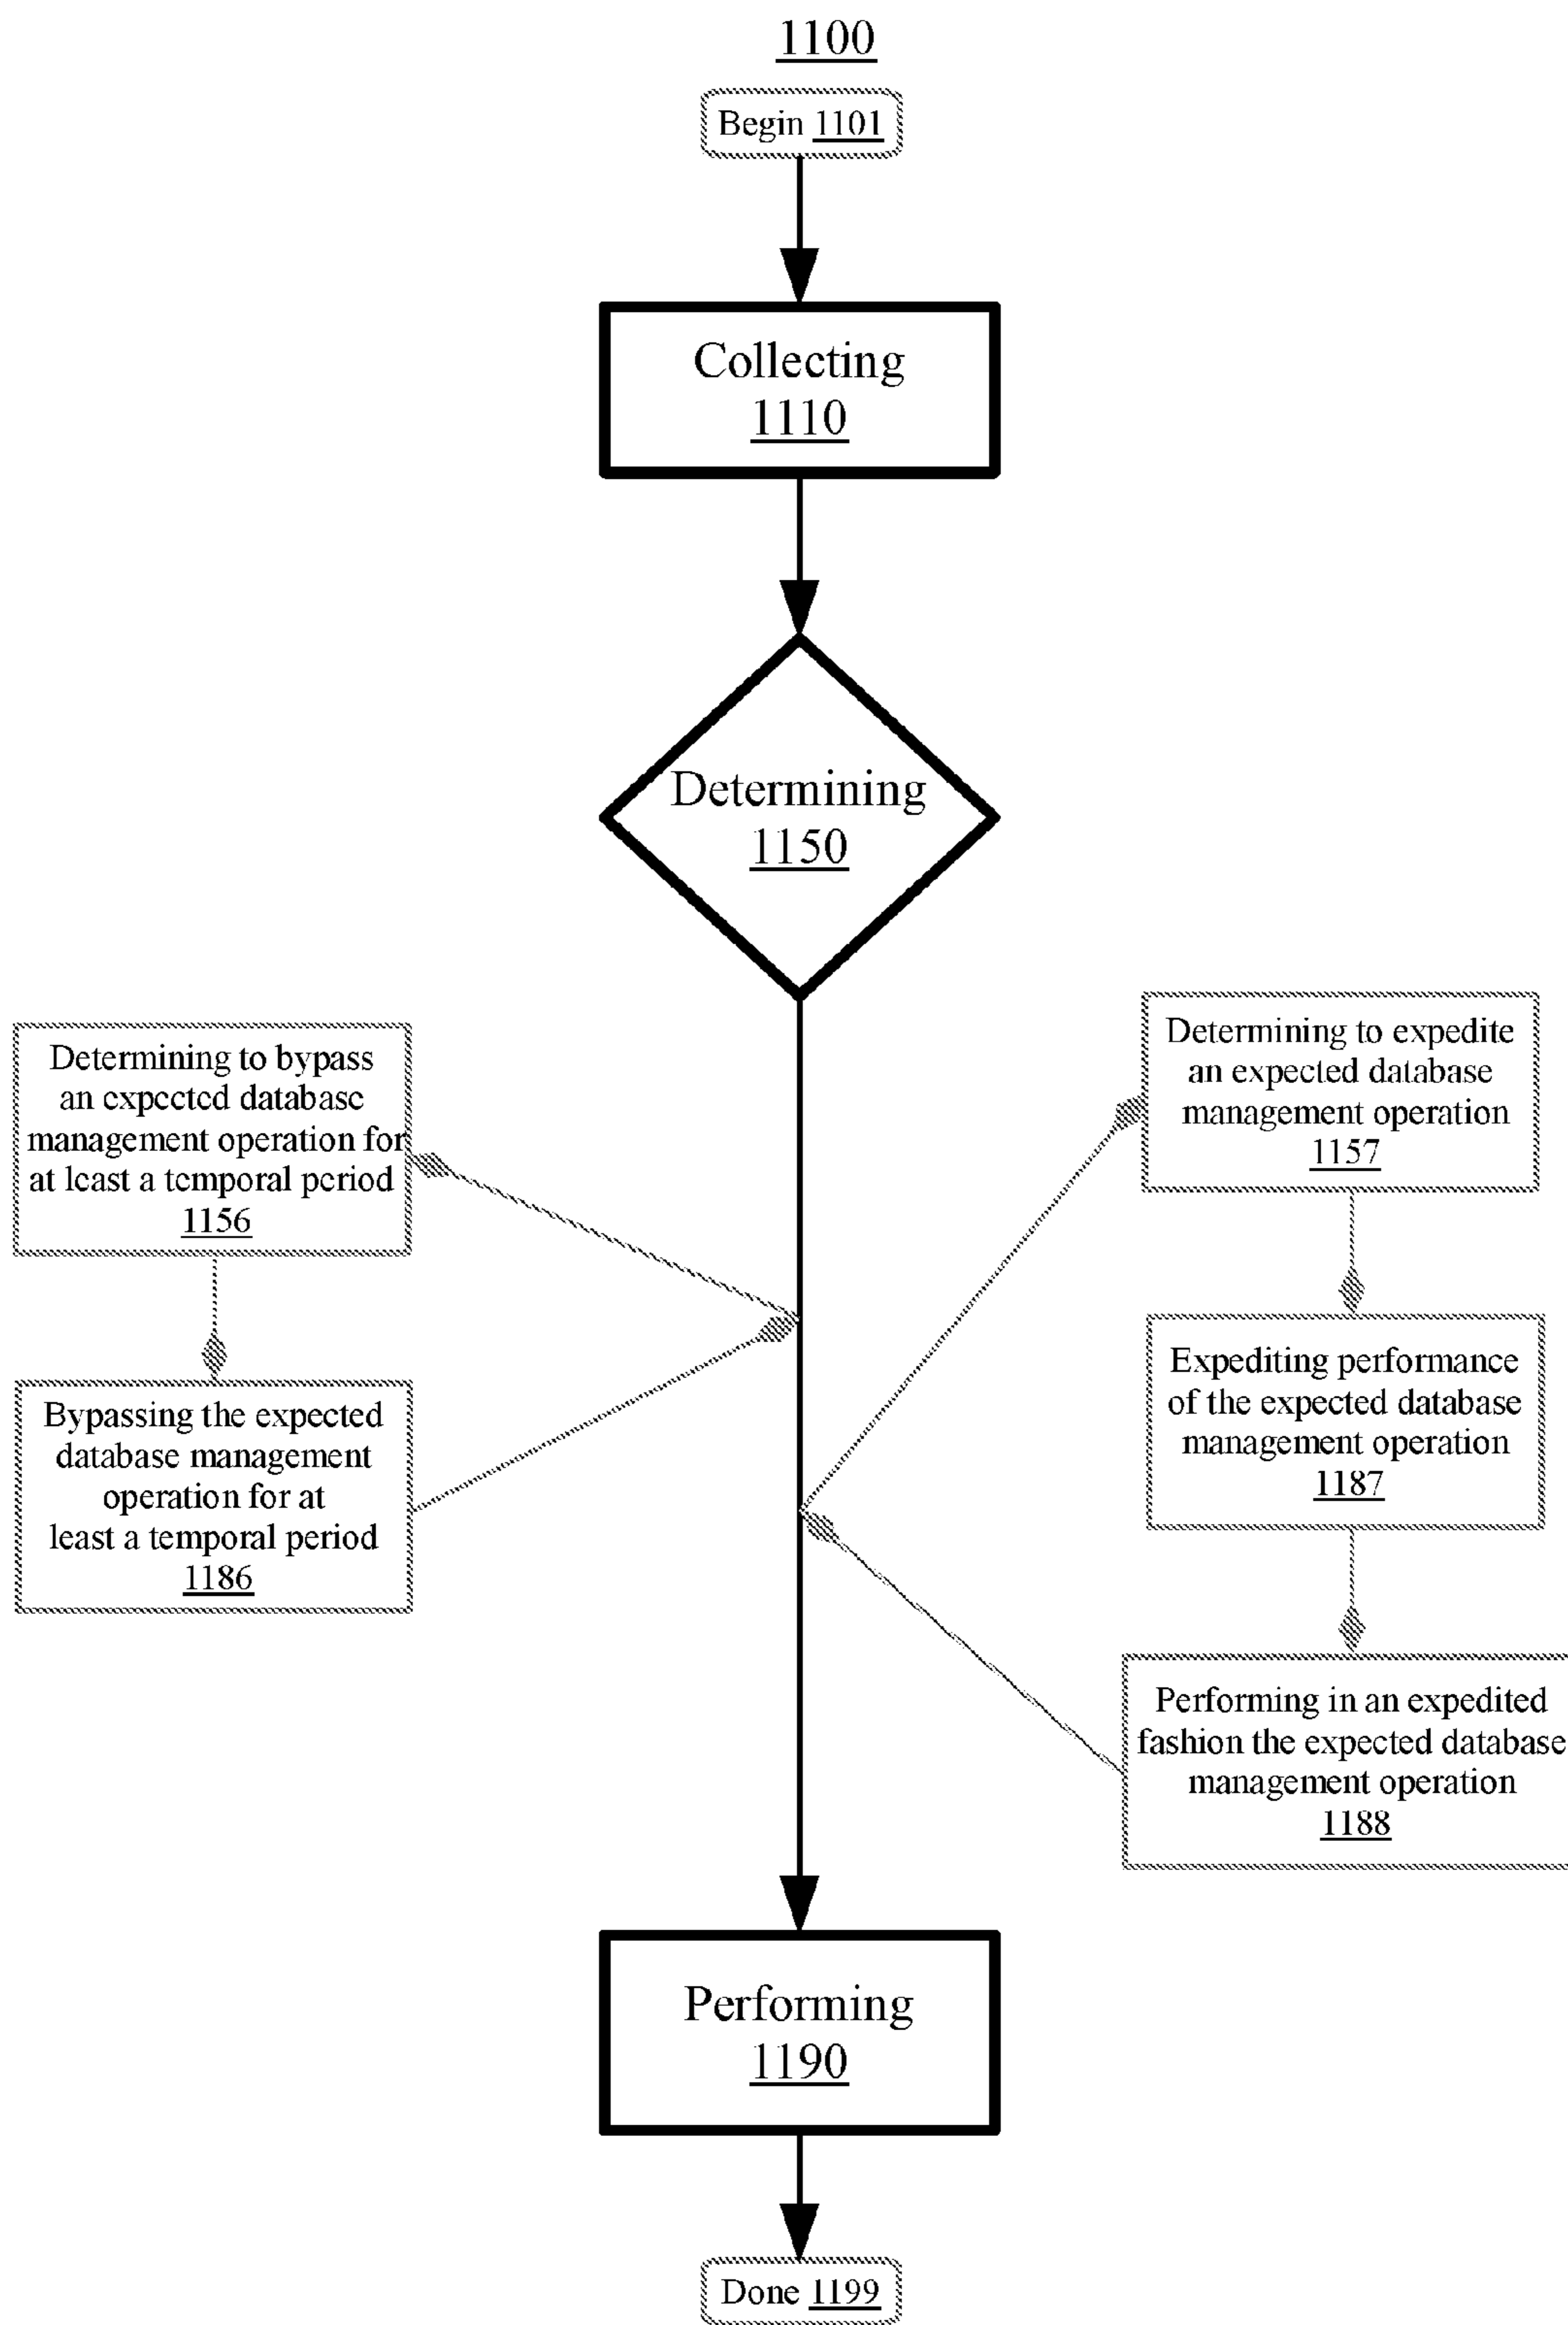 1100
Begin 1101
Collecting
1110
Determining
1150
Determining to bypass
an expected database
management operation for
at least a temporal period
1156
Bypassing the expected
database management
operation for at
least a temporal period
1186
Determining to expedite
an expected database
management operation
1157
Expediting performance
of the expected database
management operation
1187
Performing in an expedited
fashion the expected database
management operation
1188
Performing
1190
Done 1199